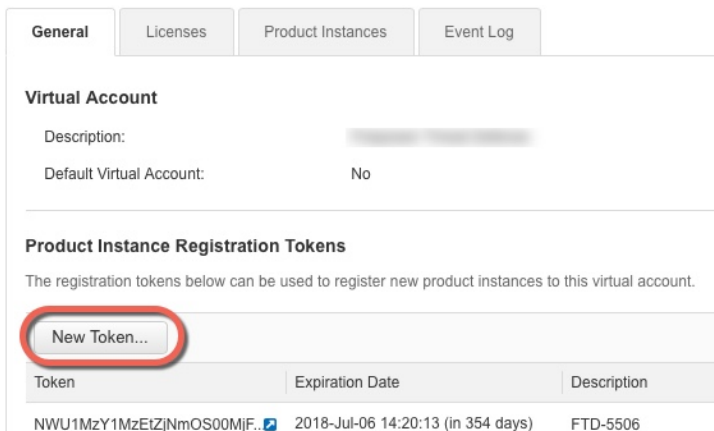 General Licenses Product Instances Event Log
Virtual Account
Description:
Default Virtual Account: No
Product Instance Registration Tokens
The registration tokens below can be used to register new product instances to this virtual account.
New Token...
Token Expiration Date Description
NWU1MzY1MzEtZjNmOS00MjF.. 2018-Jul-06 14:20:13 (in 354 days) FTD-5506